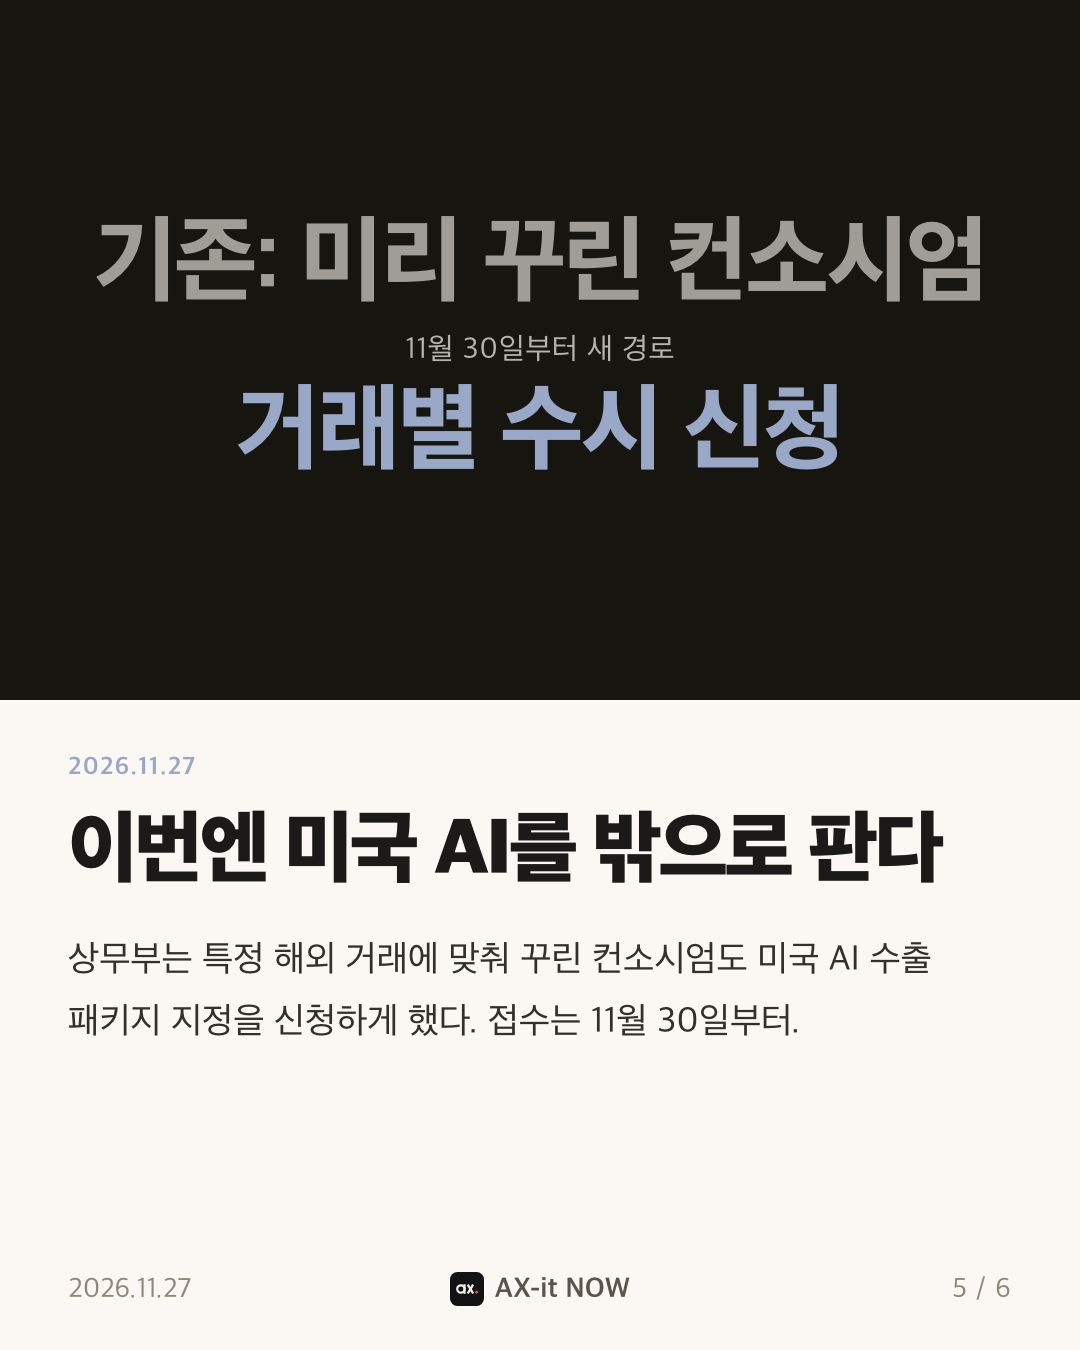 기존: 미리 꾸린 컨소시엄
11월 30일부터 새 경로
거래별 수시 신청
2026.11.27
이번엔 미국 AI를 밖으로 판다
상무부는 특정 해외 거래에 맞춰 꾸린 컨소시엄도 미국 AI 수출
패키지 지정을 신청하게 했다. 접수는 11월 30일부터.
2026.11.27
ax. AX-it NOW
5 / 6